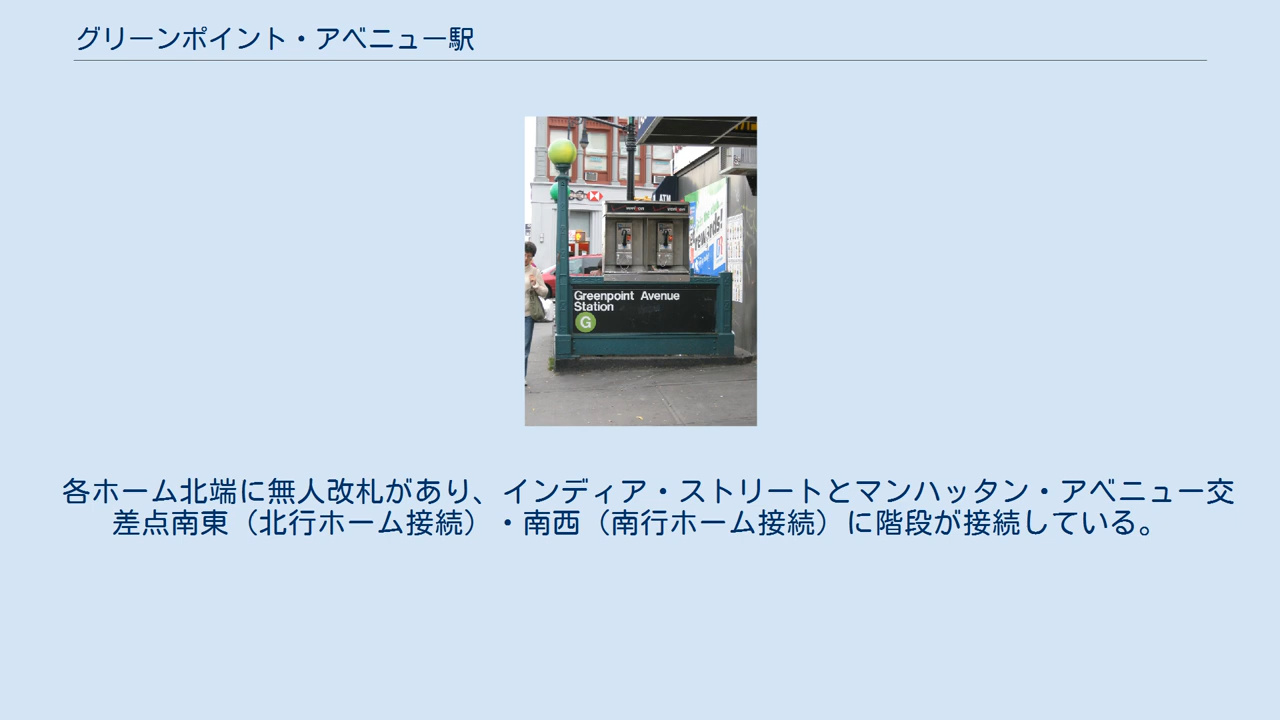 グリーンポイント・アベニュー駅
ATM
verizon verizon
rewards!
Greenpoint Avenue
Station
G
各ホーム北端に無人改札があり、インディア・ストリートとマンハッタン・アベニュー交
差点南東（北行ホーム接続）・南西（南行ホーム接続）に階段が接続している。